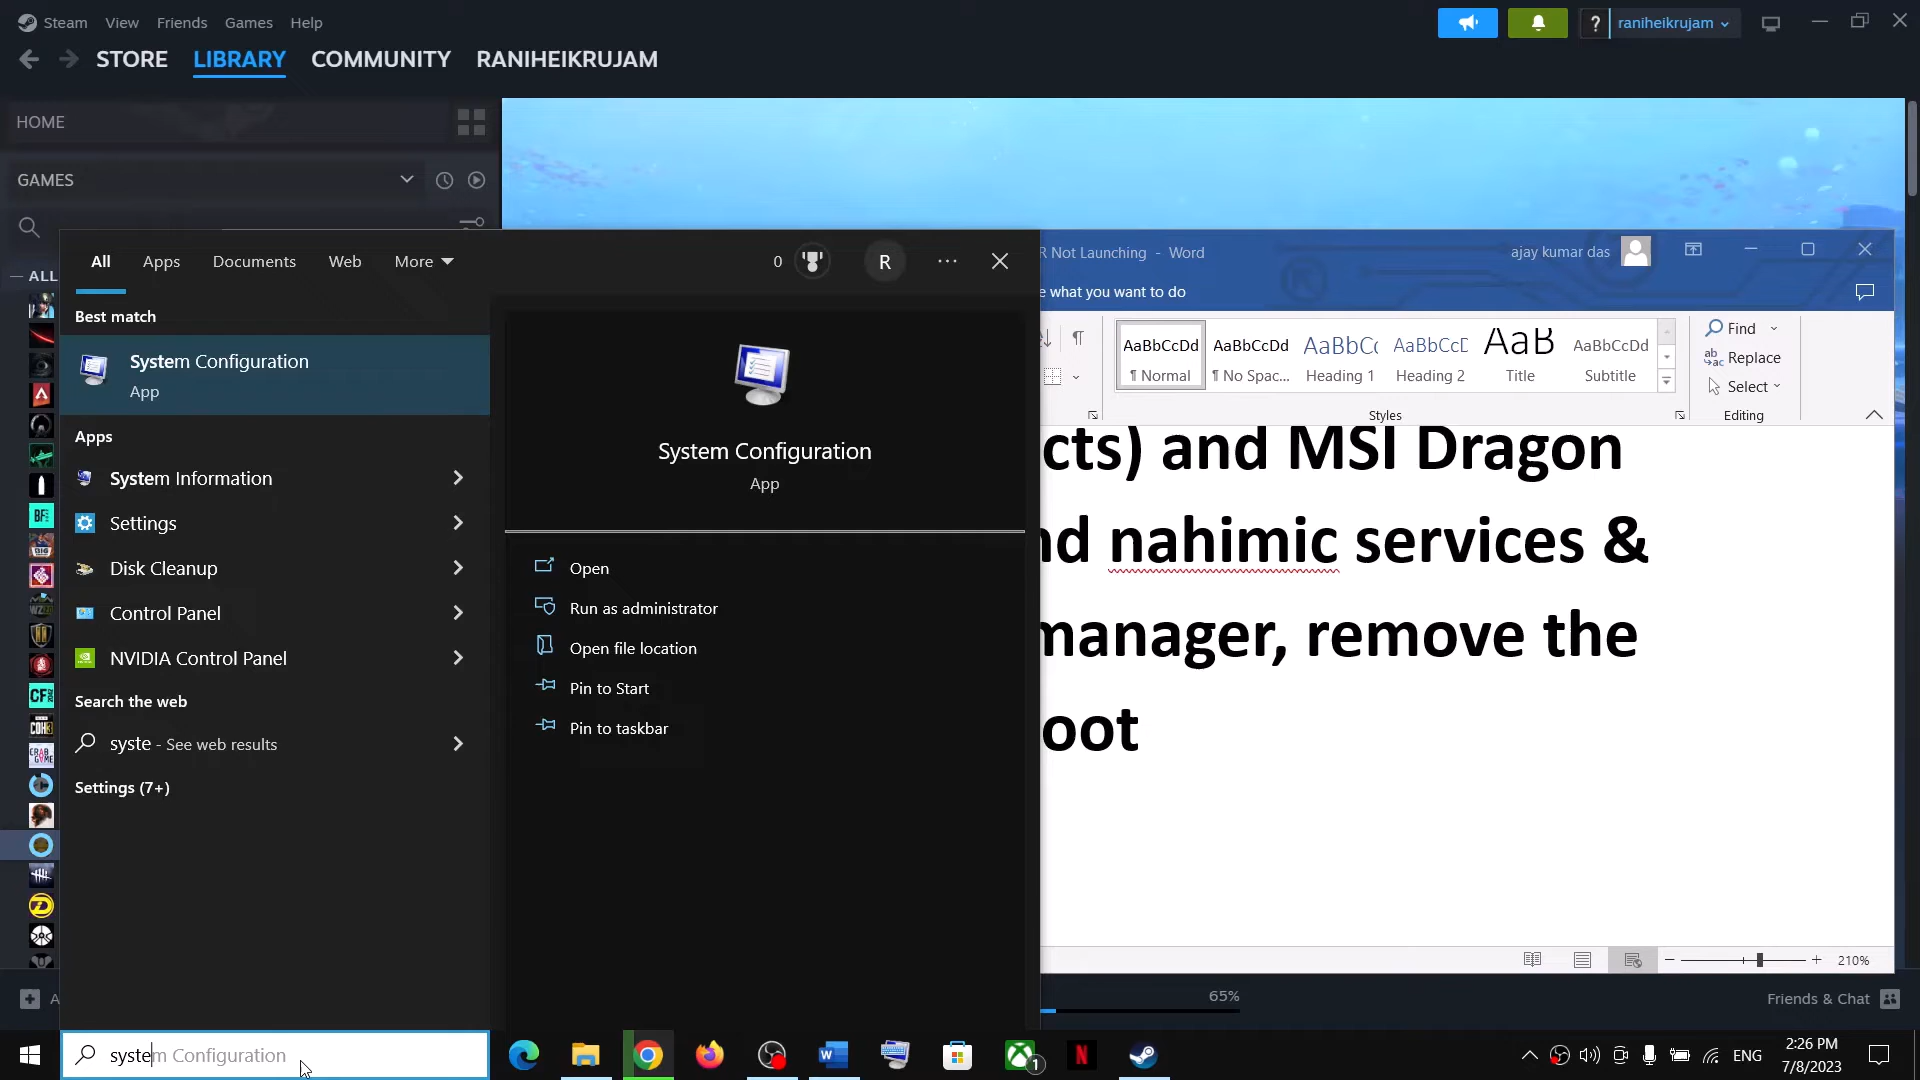 Steam View Friends Games Help
raniheikrujam
STORE LIBRARY COMMUNITY RANIHEIKRUJAM
HOME
GAMES
ALL
All Apps Documents Web More
0 R
Best match
System Configuration
App
Apps
System Information
Settings
Disk Cleanup
Control Panel
NVIDIA Control Panel
Search the web
syste - See web results
Settings (7+)
System Configuration
App
Open
Run as administrator
Open file location
Pin to Start
Pin to taskbar
R Not Launching - Word
ajay kumar das
e what you want to do
AaBbCcDd AaBbCcDd AaBbCc AaBbCcE AaB AaBbCcDd
¶ Normal ¶ No Spac... Heading 1 Heading 2 Title Subtitle
Styles
Find
Replace
Select
Editing
cts) and MSI Dragon
nd nahimic services &
manager, remove the
oot
210%
65%
Friends & Chat
system Configuration
1
ENG
2:26 PM
7/8/2023